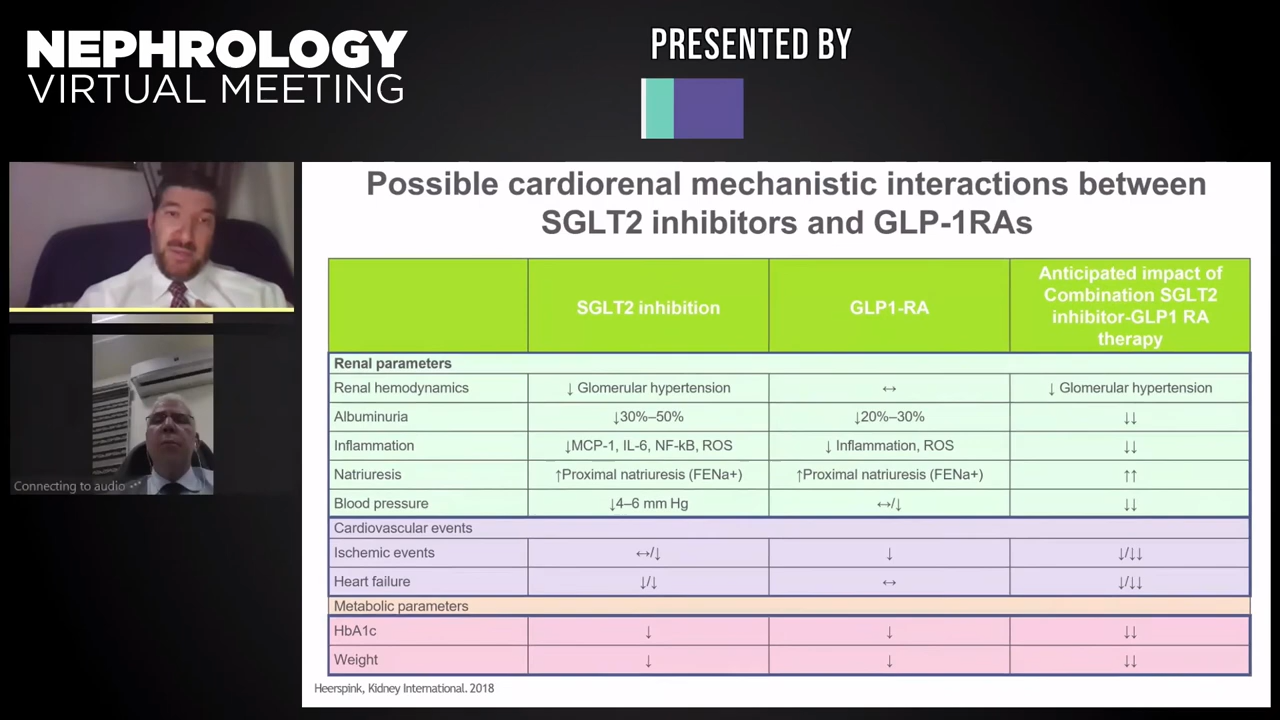 NEPHROLOGY
VIRTUAL MEETING
PRESENTED BY
Connecting to audio
Possible cardiorenal mechanistic interactions between
SGLT2 inhibitors and GLP-1RAs
SGLT2 inhibition
GLP1-RA
Anticipated impact of
Combination SGLT2
inhibitor-GLP1 RA
therapy
Renal parameters
Renal hemodynamics ↓ Glomerular hypertension ↔ ↓ Glomerular hypertension
Albuminuria ↓30%–50% ↓20%–30% ↓↓
Inflammation ↓MCP-1, IL-6, NF-kB, ROS ↓ Inflammation, ROS ↓↓
Natriuresis ↑Proximal natriuresis (FENa+) ↑Proximal natriuresis (FENa+) ↑↑
Blood pressure ↓4–6 mm Hg ↔/↓ ↓↓
Cardiovascular events
Ischemic events ↔/↓ ↓ ↓/↓↓
Heart failure ↓/↓ ↔ ↓/↓↓
Metabolic parameters
HbA1c ↓ ↓ ↓↓
Weight ↓ ↓ ↓↓
Heerspink, Kidney International. 2018